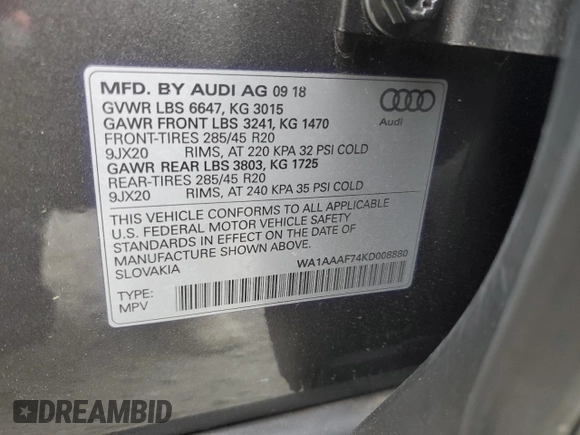 MFD. BY AUDI AG 09 18
GVWR LBS 6647, KG 3015
GAWR FRONT LBS 3241, KG 1470
FRONT-TIRES 285/45 R20
9JX20 RIMS, AT 220 KPA 32 PSI COLD
GAWR REAR LBS 3803, KG 1725
REAR-TIRES 285/45 R20
9JX20 RIMS, AT 240 KPA 35 PSI COLD
Audi
THIS VEHICLE CONFORMS TO ALL APPLICABLE
U.S. FEDERAL MOTOR VEHICLE SAFETY
STANDARDS IN EFFECT ON THE DATE OF
MANUFACTURE SHOWN ABOVE.
SLOVAKIA
WA1AAAF74KD008880
TYPE:
MPV
DREAMBID